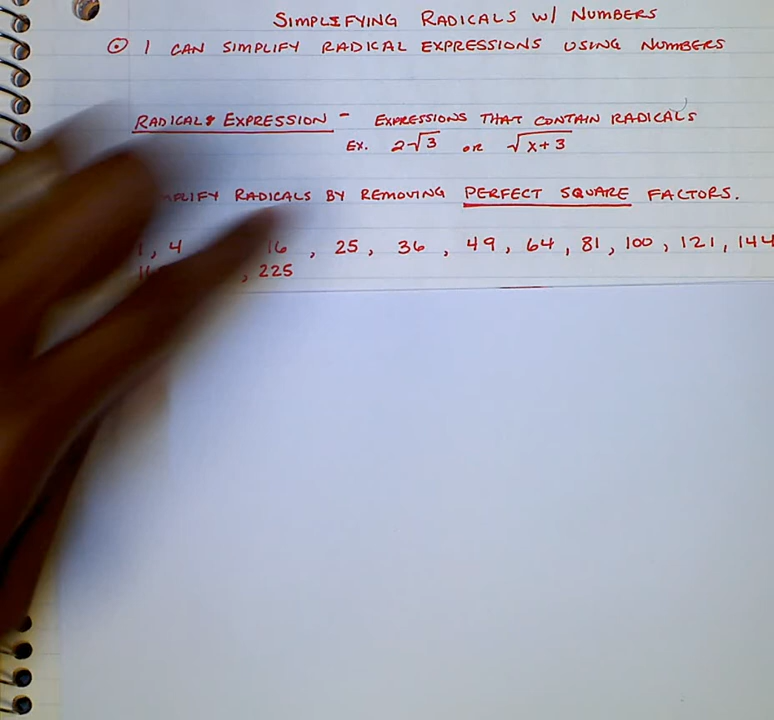 SIMPLIFYING RADICALS W/ NUMBERS
⊙ I CAN SIMPLIFY RADICAL EXPRESSIONS USING NUMBERS
RADICAL EXPRESSION - EXPRESSIONS THAT CONTAIN RADICALS
EX. 2√3 OR √x+3
RADICALS BY REMOVING PERFECT SQUARE FACTORS.
1, 4 16, 25, 36, 49, 64, 81, 100, 121, 144
, 225